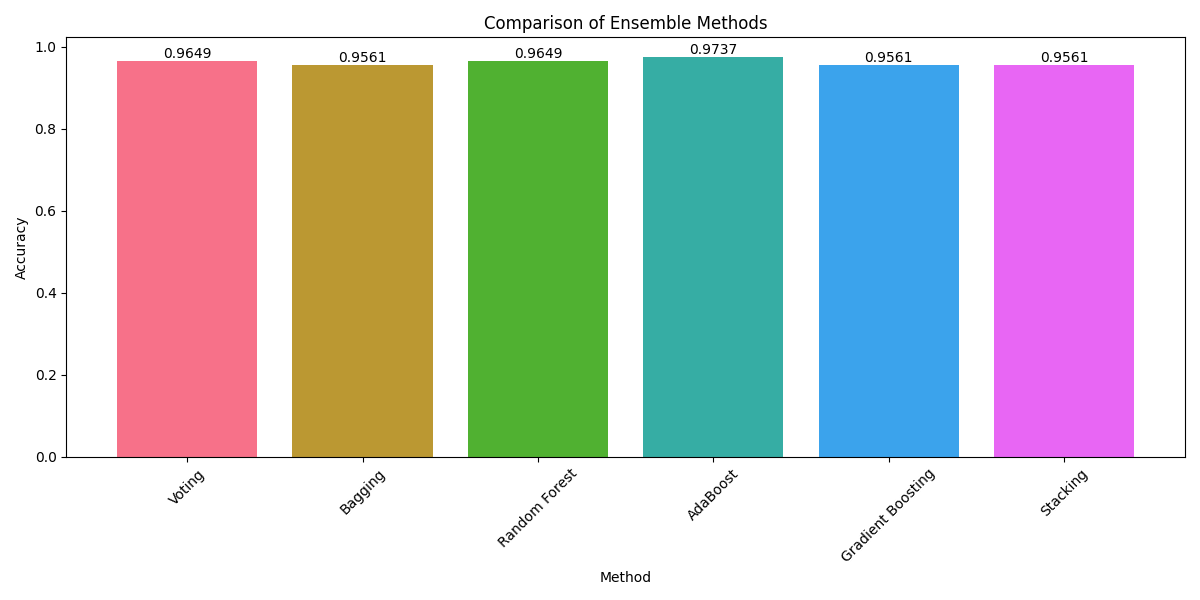 Comparison of Ensemble Methods
1.0
0.8
0.6
0.4
0.2
0.0
Accuracy
0.9649
0.9561
0.9649
0.9737
0.9561
0.9561
Voting
Bagging
Random Forest
AdaBoost
Gradient Boosting
Stacking
Method